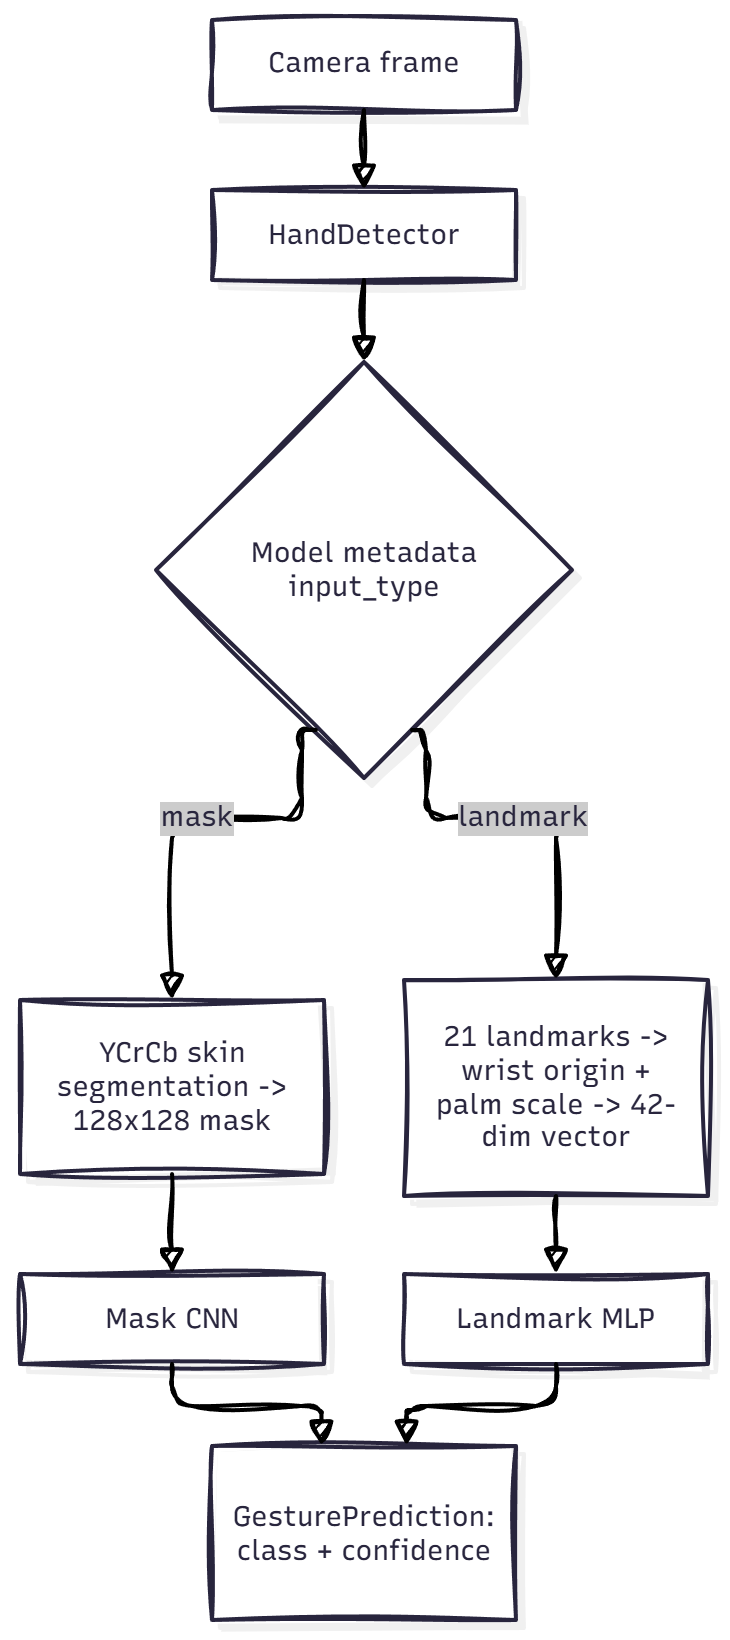 Camera frame
HandDetector
Model metadata
input_type
mask
landmark
YCrCb skin
segmentation ->
128x128 mask
21 landmarks ->
wrist origin +
palm scale -> 42-
dim vector
Mask CNN
Landmark MLP
GesturePrediction:
class + confidence